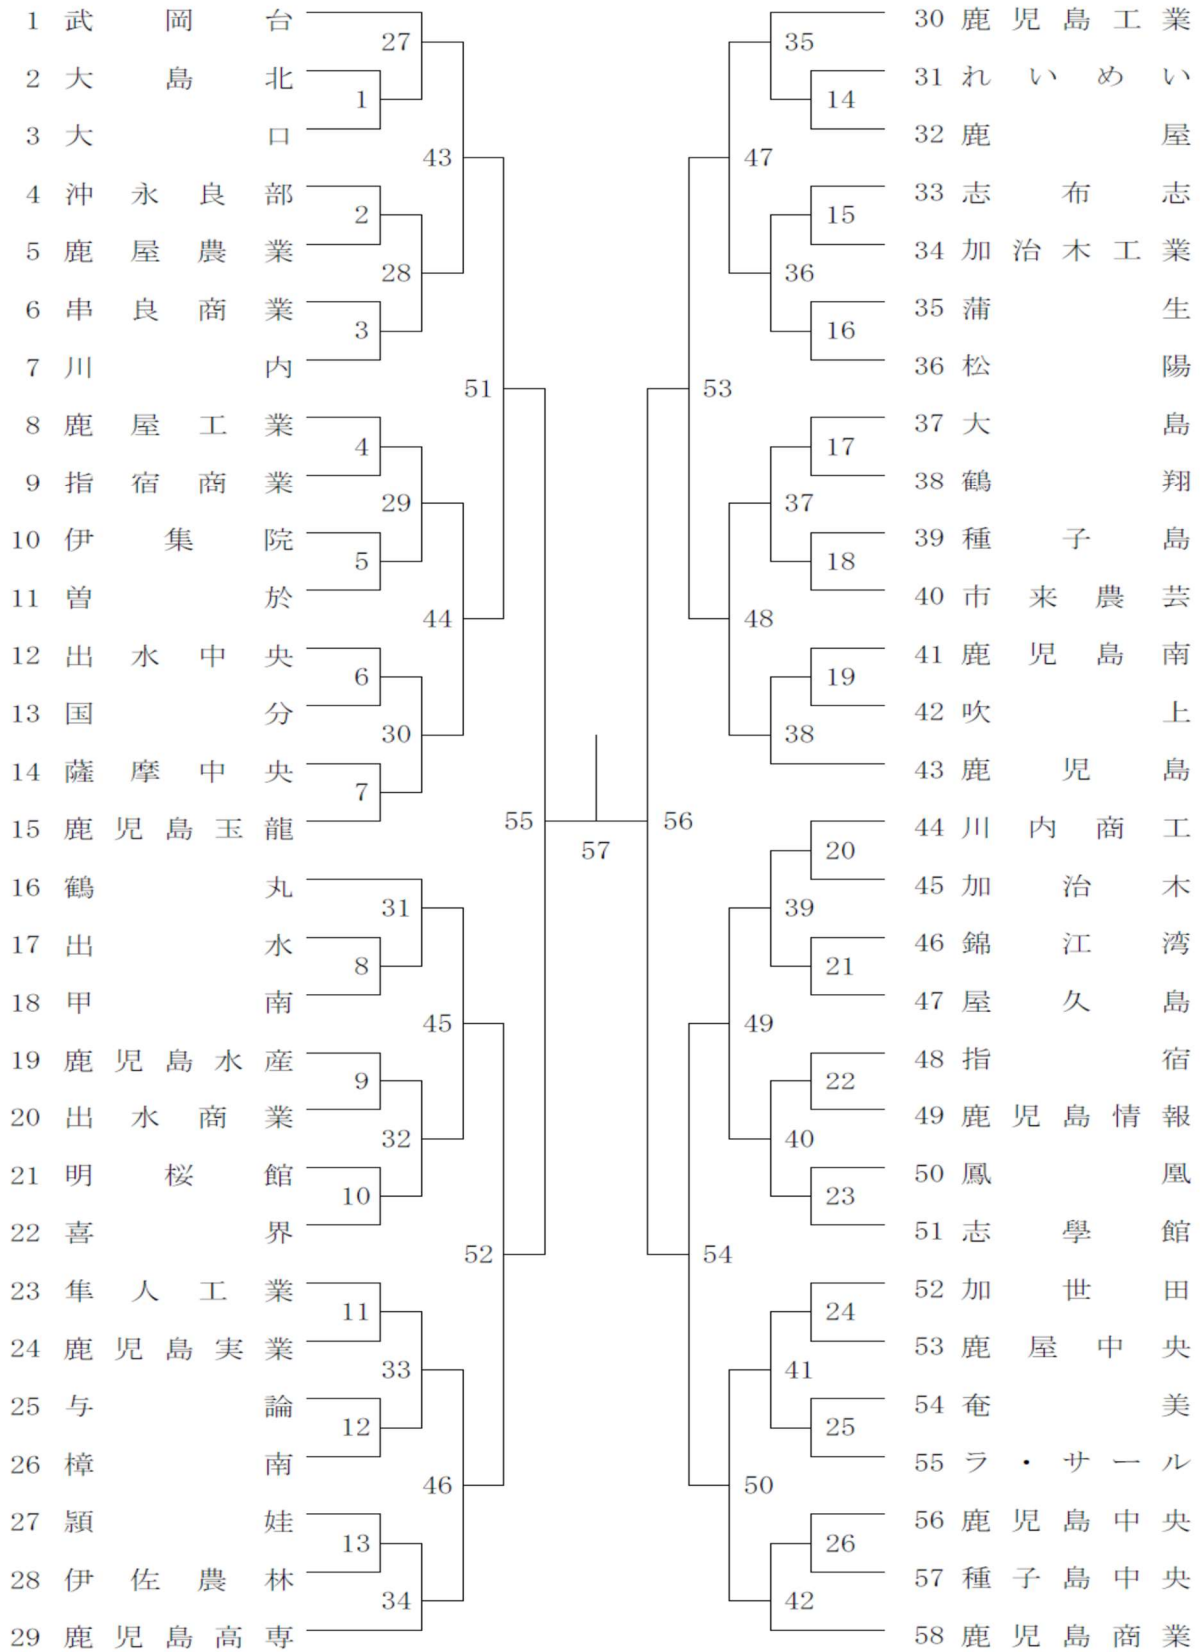 1 武岡台
2 大島北
3 大口
4 沖永良部
5 鹿屋農業
6 串良商業
7 川内
8 鹿屋工業
9 指宿商業
10 伊集院
11 曽於
12 出水中央
13 国分
14 薩摩中央
15 鹿児島玉龍
16 鶴丸
17 出水
18 甲南
19 鹿児島水産
20 出水商業
21 明桜館
22 喜界
23 隼人工業
24 鹿児島実業
25 与論
26 樟南
27 頴娃
28 伊佐農林
29 鹿児島高専
1
2
3
4
5
6
7
8
9
10
11
12
13
27
28
29
30
31
32
33
34
43
44
45
46
51
52
55
57
56
53
54
47
48
49
50
35
36
37
38
39
40
41
42
14
15
16
17
18
19
20
21
22
23
24
25
26
30 鹿児島工業
31 れいめい
32 鹿屋
33 志布志
34 加治木工業
35 蒲生
36 松陽
37 大島
38 鶴翔
39 種子島
40 市来農芸
41 鹿児島南
42 吹上
43 鹿児島
44 川内商工
45 加治木
46 錦江湾
47 屋久島
48 指宿
49 鹿児島情報
50 鳳凰
51 志學館
52 加世田
53 鹿屋中央
54 奄美
55 ラ・サール
56 鹿児島中央
57 種子島中央
58 鹿児島商業